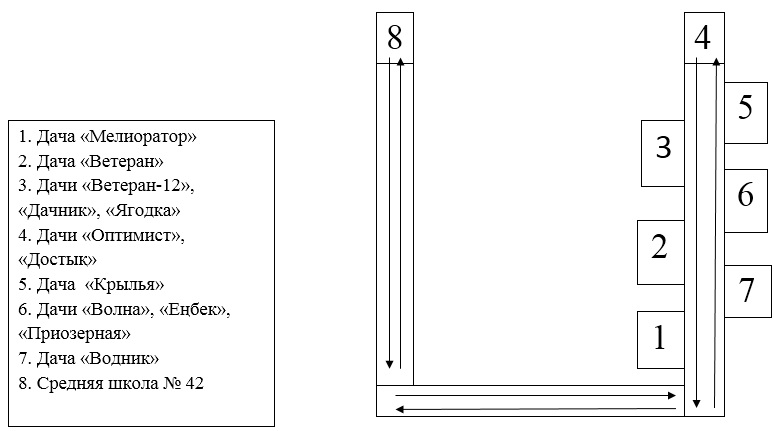 1. Дача «Мелиоратор»
2. Дача «Ветеран»
3. Дачи «Ветеран-12»,
«Дачник», «Ягодка»
4. Дачи «Оптимист»,
«Достық»
5. Дача «Крылья»
6. Дачи «Волна», «Еңбек»,
«Приозерная»
7. Дача «Водник»
8. Средняя школа № 42
8
4
5
3
6
2
7
1